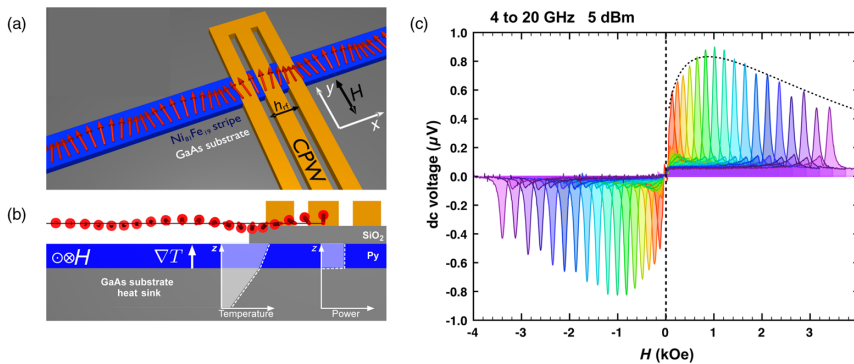 (a)
y
H
x
h_rf
Ni81Fe19 stripe
GaAs substrate
CPW
(b)
SiO2
⊙⊗H
∇T
z
z
Py
GaAs substrate
heat sink
Temperature
Power
(c)
4 to 20 GHz 5 dBm
dc voltage (μV)
1.0
0.8
0.6
0.4
0.2
0.0
-0.2
-0.4
-0.6
-0.8
-1.0
-4 -3 -2 -1 0 1 2 3
H (kOe)